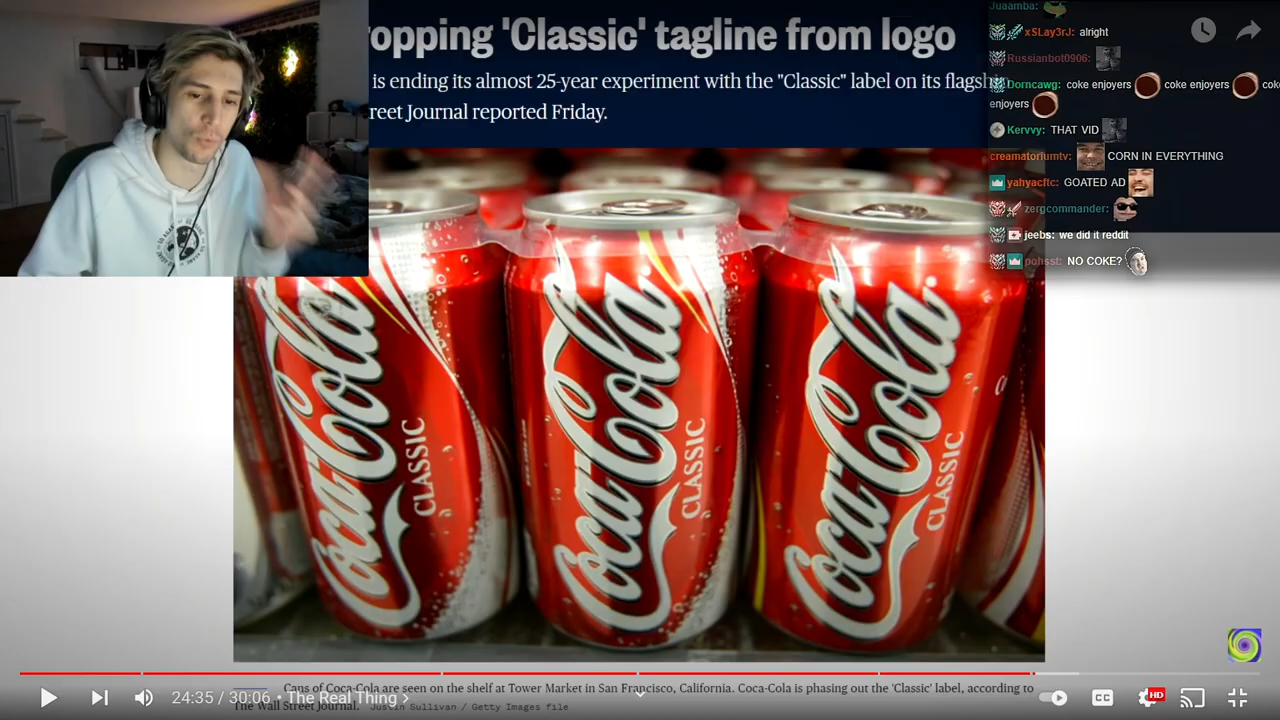 opping 'Classic' tagline from logo
is ending its almost 25-year experiment with the "Classic" label on its flagsh
reet Journal reported Friday.
Juaamba:
xSLay3rJ: alright
Russianbot0906:
Dorncawg: coke enjoyers coke enjoyers cok
enjoyers
Kervvy: THAT VID
creamatoriumtv: CORN IN EVERYTHING
yahyacftc: GOATED AD
zergcommander:
jeebs: we did it reddit
pohsst: NO COKE?
Coca-Cola
CLASSIC
Coca-Cola
CLASSIC
Coca-Cola
CLASSIC
24:35 / 30:06 • The Real Thing >
CC
HD
Cans of Coca-Cola are seen on the shelf at Tower Market in San Francisco, California. Coca-Cola is phasing out the 'Classic' label, according to
The Wall Street Journal. Justin Sullivan / Getty Images file